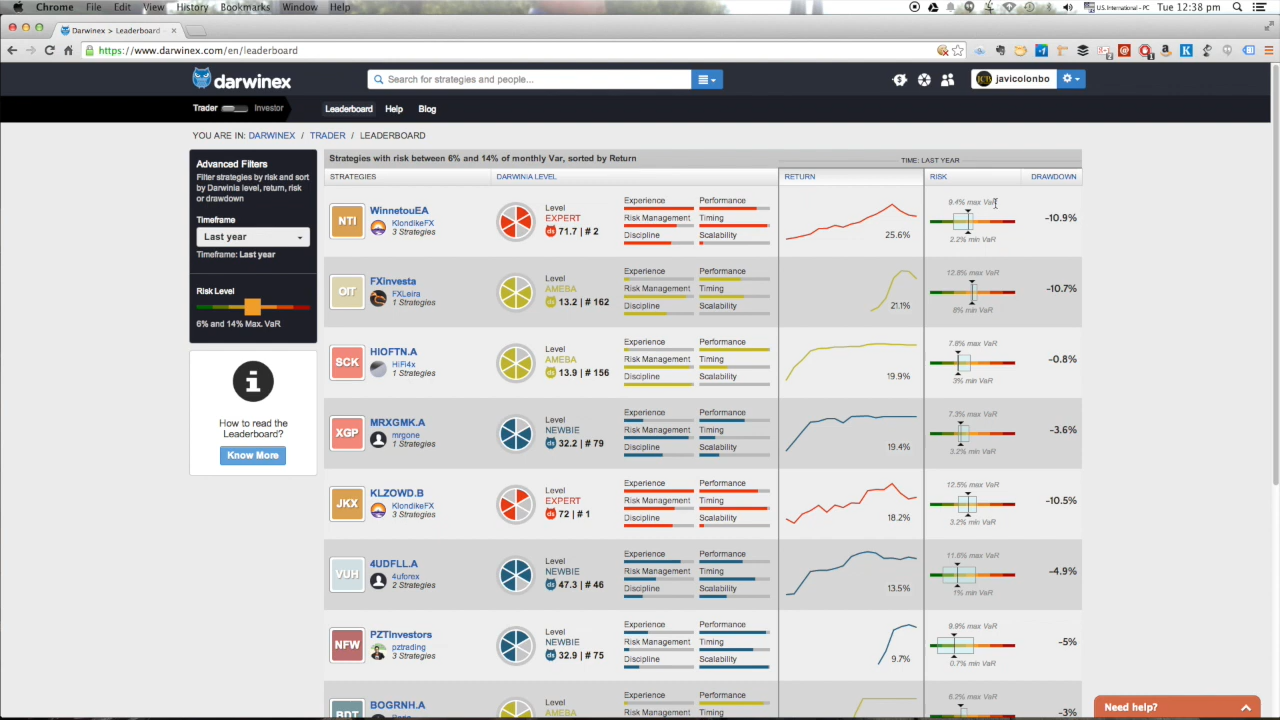 Chrome File Edit View History Bookmarks Window Help
U.S. International - PC Tue 12:38 pm
Darwinex > Leaderboard
https://www.darwinex.com/en/leaderboard
darwinex
Search for strategies and people...
javicolonbo
Trader Investor Leaderboard Help Blog
YOU ARE IN: DARWINEX / TRADER / LEADERBOARD
Advanced Filters
Filter strategies by risk and sort
by Darwinia level, return, risk
or drawdown
Timeframe
Last year
Timeframe: Last year
Risk Level
6% and 14% Max. VaR
How to read the
Leaderboard?
Know More
Strategies with risk between 6% and 14% of monthly Var, sorted by Return
TIME: LAST YEAR
STRATEGIES DARWINIA LEVEL RETURN RISK DRAWDOWN
NTI
WinnetouEA
KlondikeFX
3 Strategies
Level
EXPERT
ds 71.7 | # 2
Experience Performance
Risk Management Timing
Discipline Scalability
25.6%
9.4% max VaR
2.2% min VaR
-10.9%
OIT
FXinvesta
FXLeira
1 Strategies
Level
AMEBA
ds 13.2 | # 162
Experience Performance
Risk Management Timing
Discipline Scalability
21%
12.8% max VaR
8% min VaR
-10.7%
SCK
HIOFTN.A
HiFi4x
1 Strategies
Level
AMEBA
ds 13.9 | # 156
Experience Performance
Risk Management Timing
Discipline Scalability
19.9%
7.8% max VaR
3% min VaR
-0.8%
XGP
MRXGMK.A
mrgone
1 Strategies
Level
NEWBIE
ds 32.2 | # 79
Experience Performance
Risk Management Timing
Discipline Scalability
19.4%
7.3% max VaR
3.2% min VaR
-3.6%
JKX
KLZOWD.B
KlondikeFX
3 Strategies
Level
EXPERT
ds 72 | # 1
Experience Performance
Risk Management Timing
Discipline Scalability
18.2%
12.5% max VaR
3.2% min VaR
-10.5%
VUH
4UDFLL.A
4uforex
2 Strategies
Level
NEWBIE
ds 47.3 | # 46
Experience Performance
Risk Management Timing
Discipline Scalability
13.5%
11.6% max VaR
1% min VaR
-4.9%
NFW
PZTInvestors
pztrading
3 Strategies
Level
NEWBIE
ds 32.9 | # 75
Experience Performance
Risk Management Timing
Discipline Scalability
9.7%
9.9% max VaR
0.7% min VaR
-5%
BDT
BOGRNH.A
Level
Experience Performance
Risk Management Timing
6.2% max VaR
-3%
Need help?